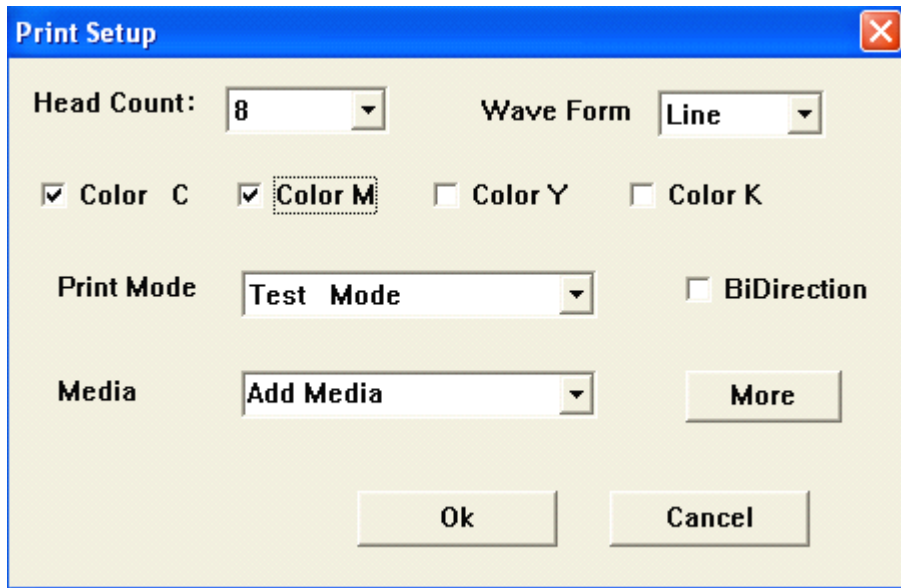 Print Setup
Head Count: 8 Wave Form Line
Color C Color M Color Y Color K
Print Mode Test Mode BiDirection
Media Add Media More
Ok Cancel